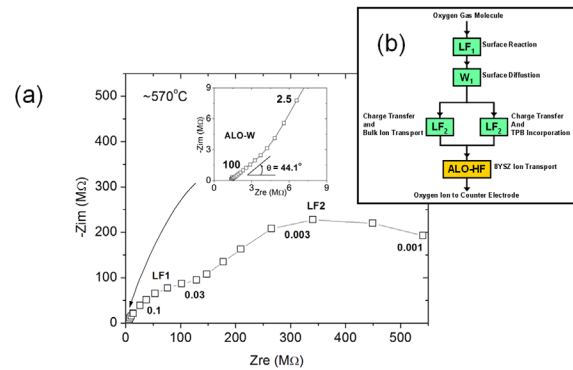 (a)
~570°C
-Zim (MΩ)
550
500
400
300
200
100
0
0
100
200
300
400
500
Zre (MΩ)
LF1
LF2
0.1
0.03
0.003
0.001
-Zim (MΩ)
9
6
3
0
0
3
6
9
Zre (MΩ)
ALO-W
2.5
100
θ = 44.1°
(b)
Oxygen Gas Molecule
LF1
Surface Reaction
W1
Surface Diffustion
Charge Transfer
and
Bulk Ion Transport
LF2
LF2
Charge Transfer
And
TPB Incorporation
ALO-HF
8YSZ Ion Transport
Oxygen Ion to Counter Electrode